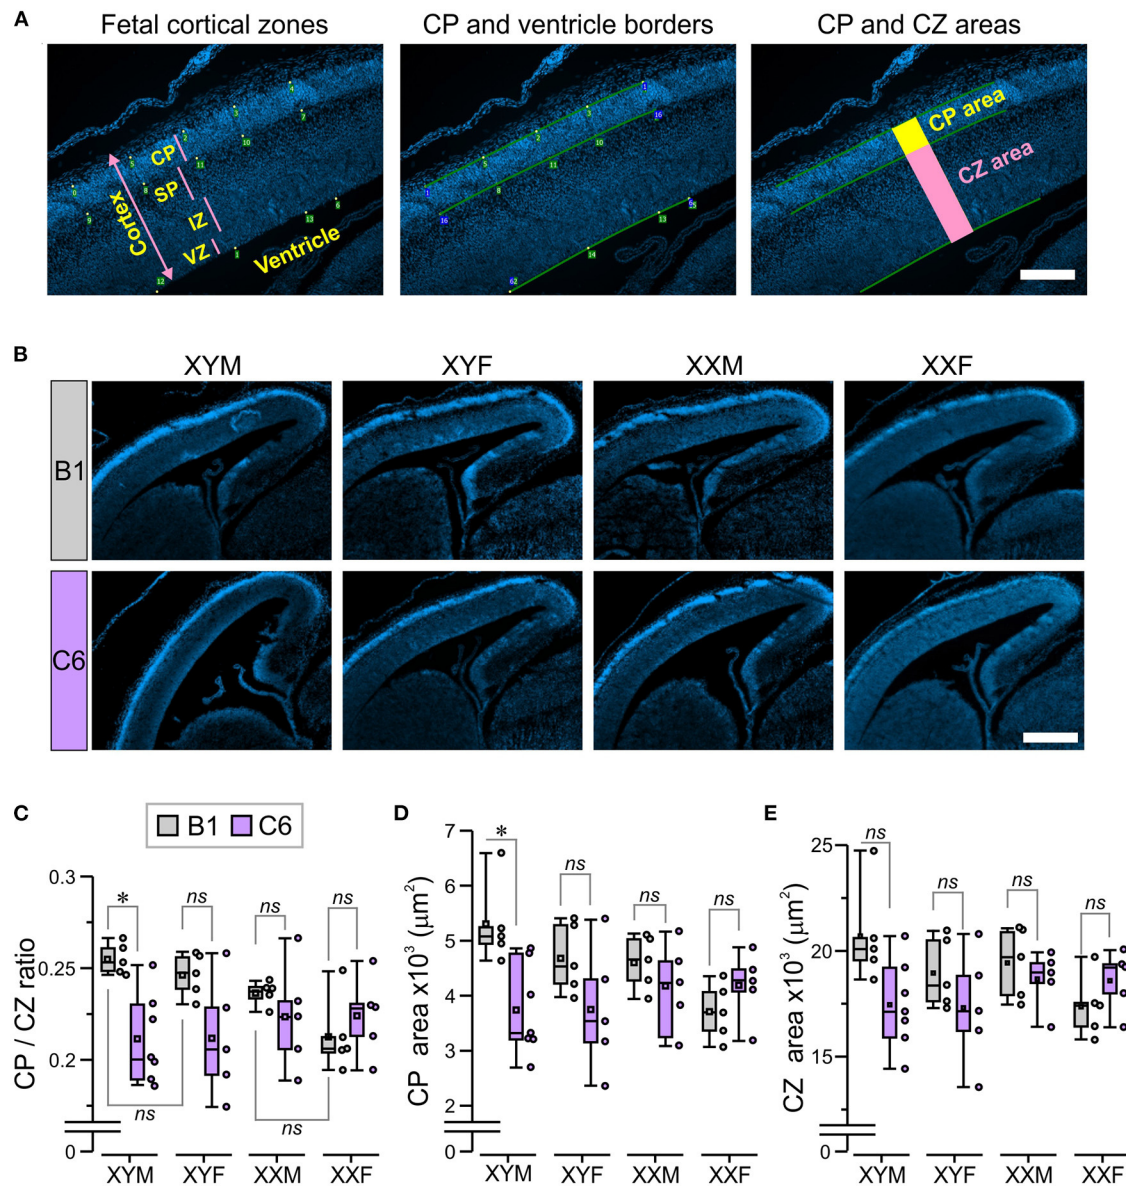 A
Fetal cortical zones
CP and ventricle borders
CP and CZ areas
CP
SP
IZ
VZ
Cortex
Ventricle
CP area
CZ area
B
XYM XYF XXM XXF
B1
C6
C
B1 C6
CP / CZ ratio
0.3
0.25
0.2
0
* ns ns ns
ns ns
XYM XYF XXM XXF
D
CP area x10³ (µm²)
7
6
5
4
3
2
0
* ns ns ns
XYM XYF XXM XXF
E
CZ area x10³ (µm²)
25
20
15
0
ns ns ns ns
XYM XYF XXM XXF